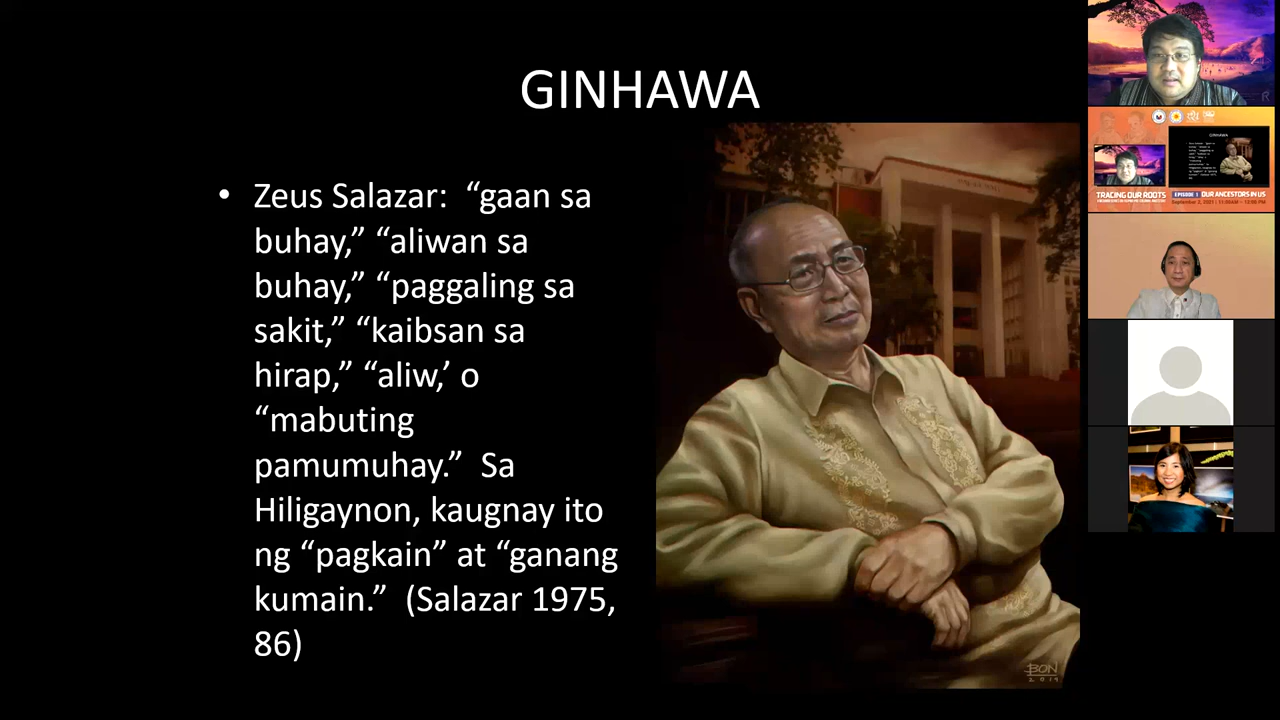 GINHAWA
• Zeus Salazar: “gaan sa
buhay,” “aliwan sa
buhay,” “paggaling sa
sakit,” “kaibsan sa
hirap,” “aliw,’ o
“mabuting
pamumuhay.” Sa
Hiligaynon, kaugnay ito
ng “pagkain” at “ganang
kumain.” (Salazar 1975,
86)
BON
2019
TRACING OUR ROOTS
EPISODE 1 OUR ANCESTORS IN US
GINHAWA